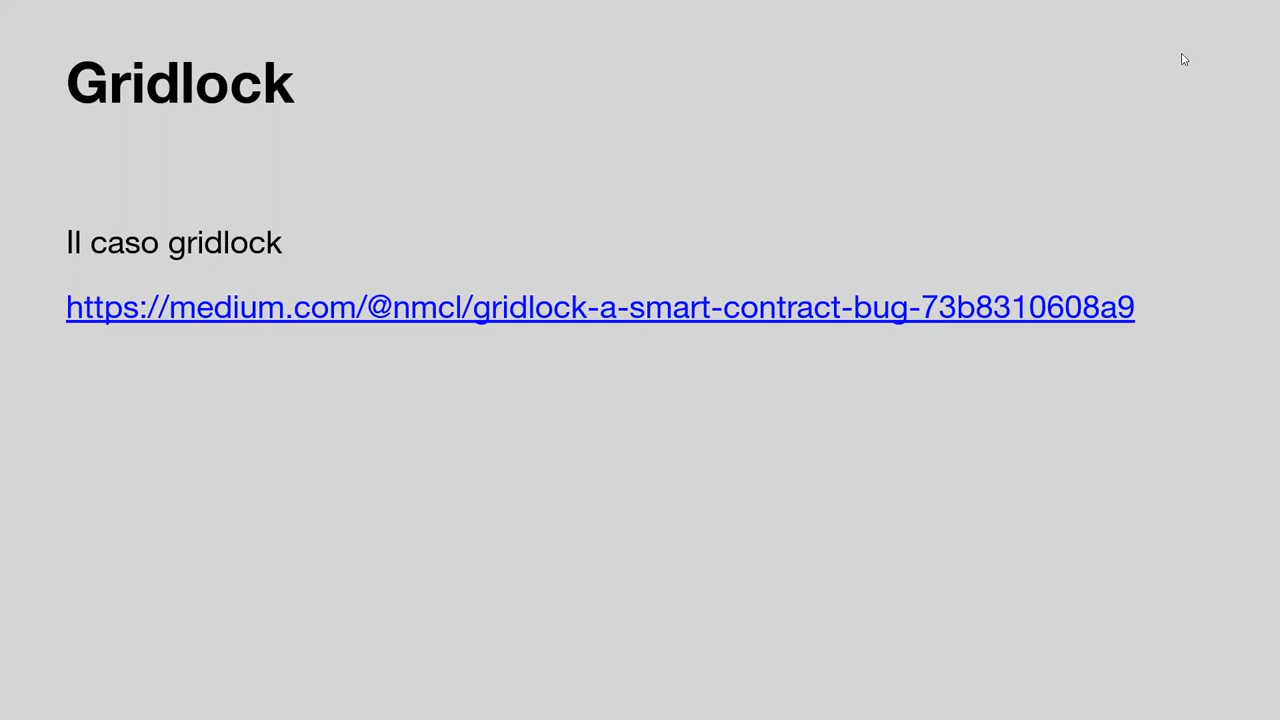 Gridlock
Il caso gridlock
https://medium.com/@nmcl/gridlock-a-smart-contract-bug-73b8310608a9